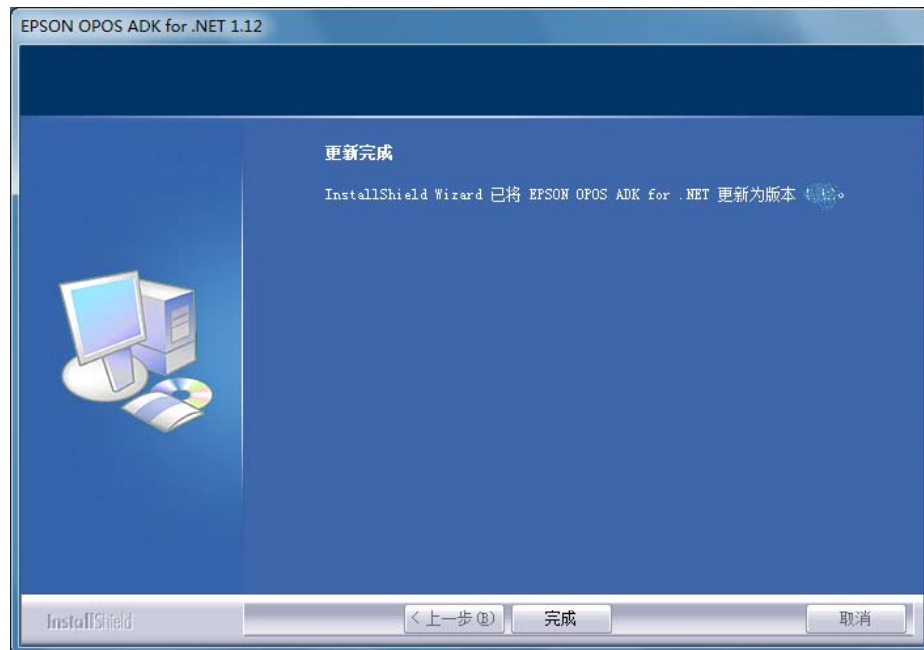 EPSON OPOS ADK for .NET 1.12
更新完成
InstallShield Wizard 已将 EPSON OPOS ADK for .NET 更新为版本 。
InstallShield
< 上一步(B)
完成
取消